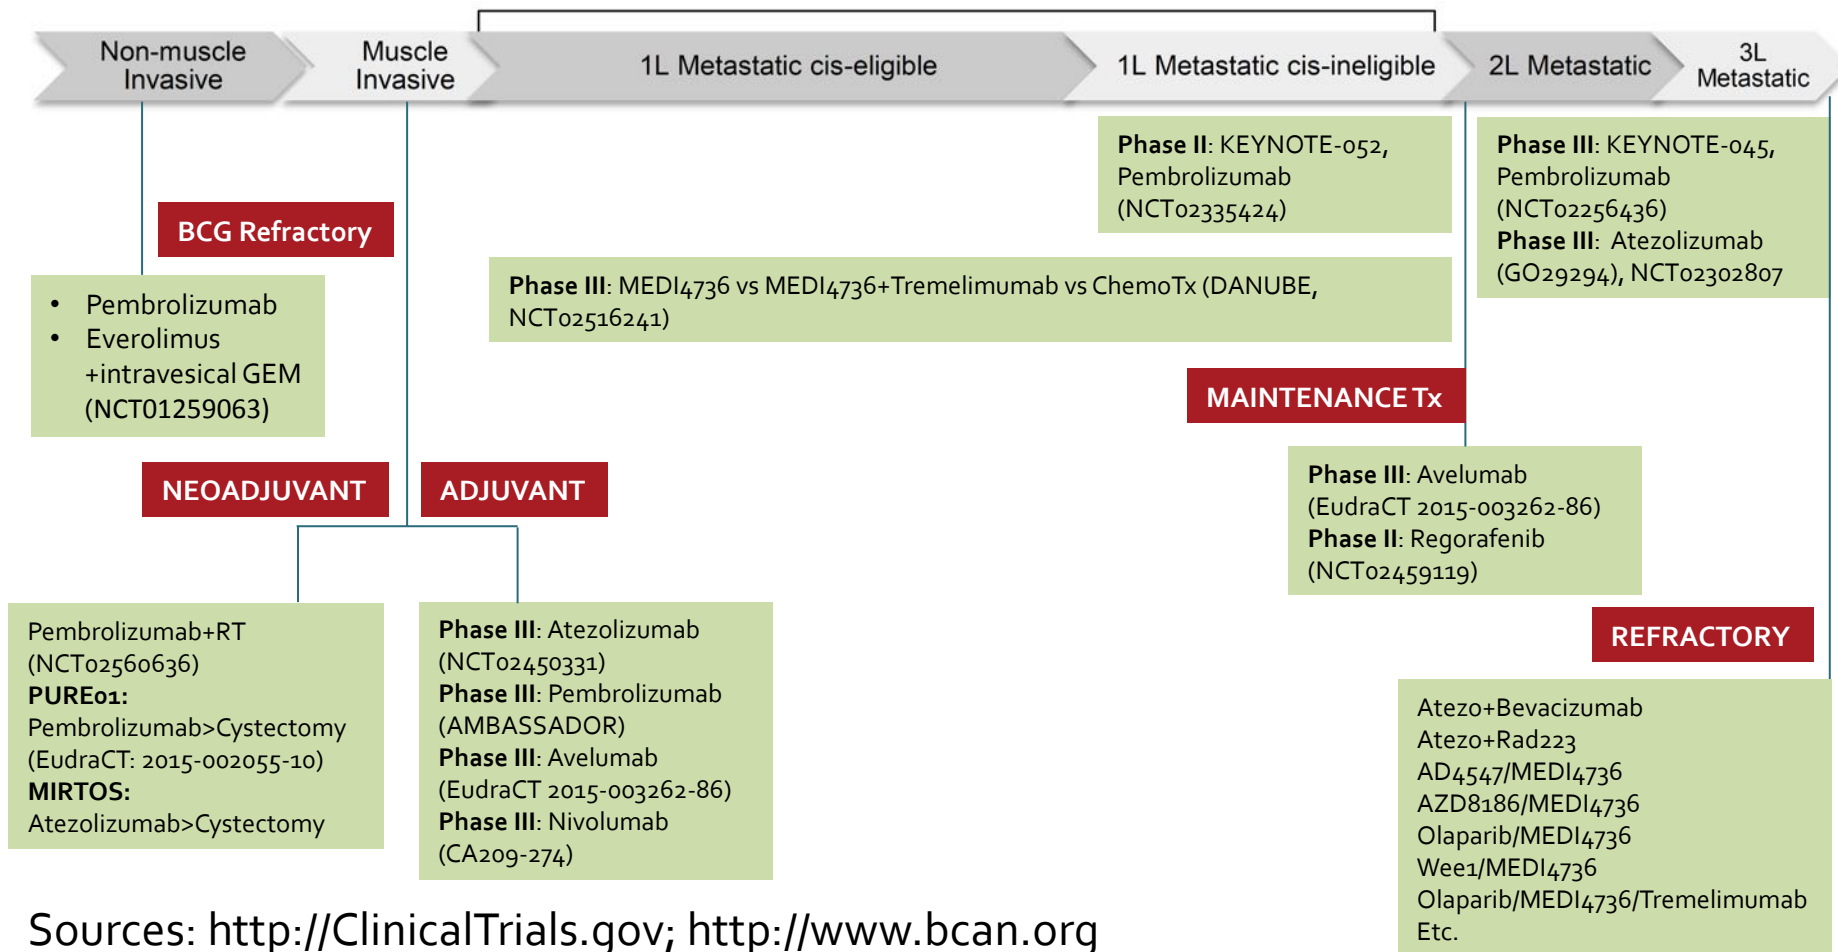 Non-muscle
Invasive
Muscle
Invasive
1L Metastatic cis-eligible
1L Metastatic cis-ineligible
2L Metastatic
3L
Metastatic
Phase II: KEYNOTE-052,
Pembrolizumab
(NCT02335424)
Phase III: KEYNOTE-045,
Pembrolizumab
(NCT02256436)
Phase III: Atezolizumab
(GO29294), NCT02302807
BCG Refractory
• Pembrolizumab
• Everolimus
+intravesical GEM
(NCT01259063)
Phase III: MEDI4736 vs MEDI4736+Tremelimumab vs ChemoTx (DANUBE,
NCT02516241)
MAINTENANCE Tx
Phase III: Avelumab
(EudraCT 2015-003262-86)
Phase II: Regorafenib
(NCT02459119)
NEOADJUVANT
ADJUVANT
Pembrolizumab+RT
(NCT02560636)
PURE01:
Pembrolizumab>Cystectomy
(EudraCT: 2015-002055-10)
MIRTOS:
Atezolizumab>Cystectomy
Phase III: Atezolizumab
(NCT02450331)
Phase III: Pembrolizumab
(AMBASSADOR)
Phase III: Avelumab
(EudraCT 2015-003262-86)
Phase III: Nivolumab
(CA209-274)
REFRACTORY
Atezo+Bevacizumab
Atezo+Rad223
AD4547/MEDI4736
AZD8186/MEDI4736
Olaparib/MEDI4736
Wee1/MEDI4736
Olaparib/MEDI4736/Tremelimumab
Etc.
Sources: http://ClinicalTrials.gov; http://www.bcan.org